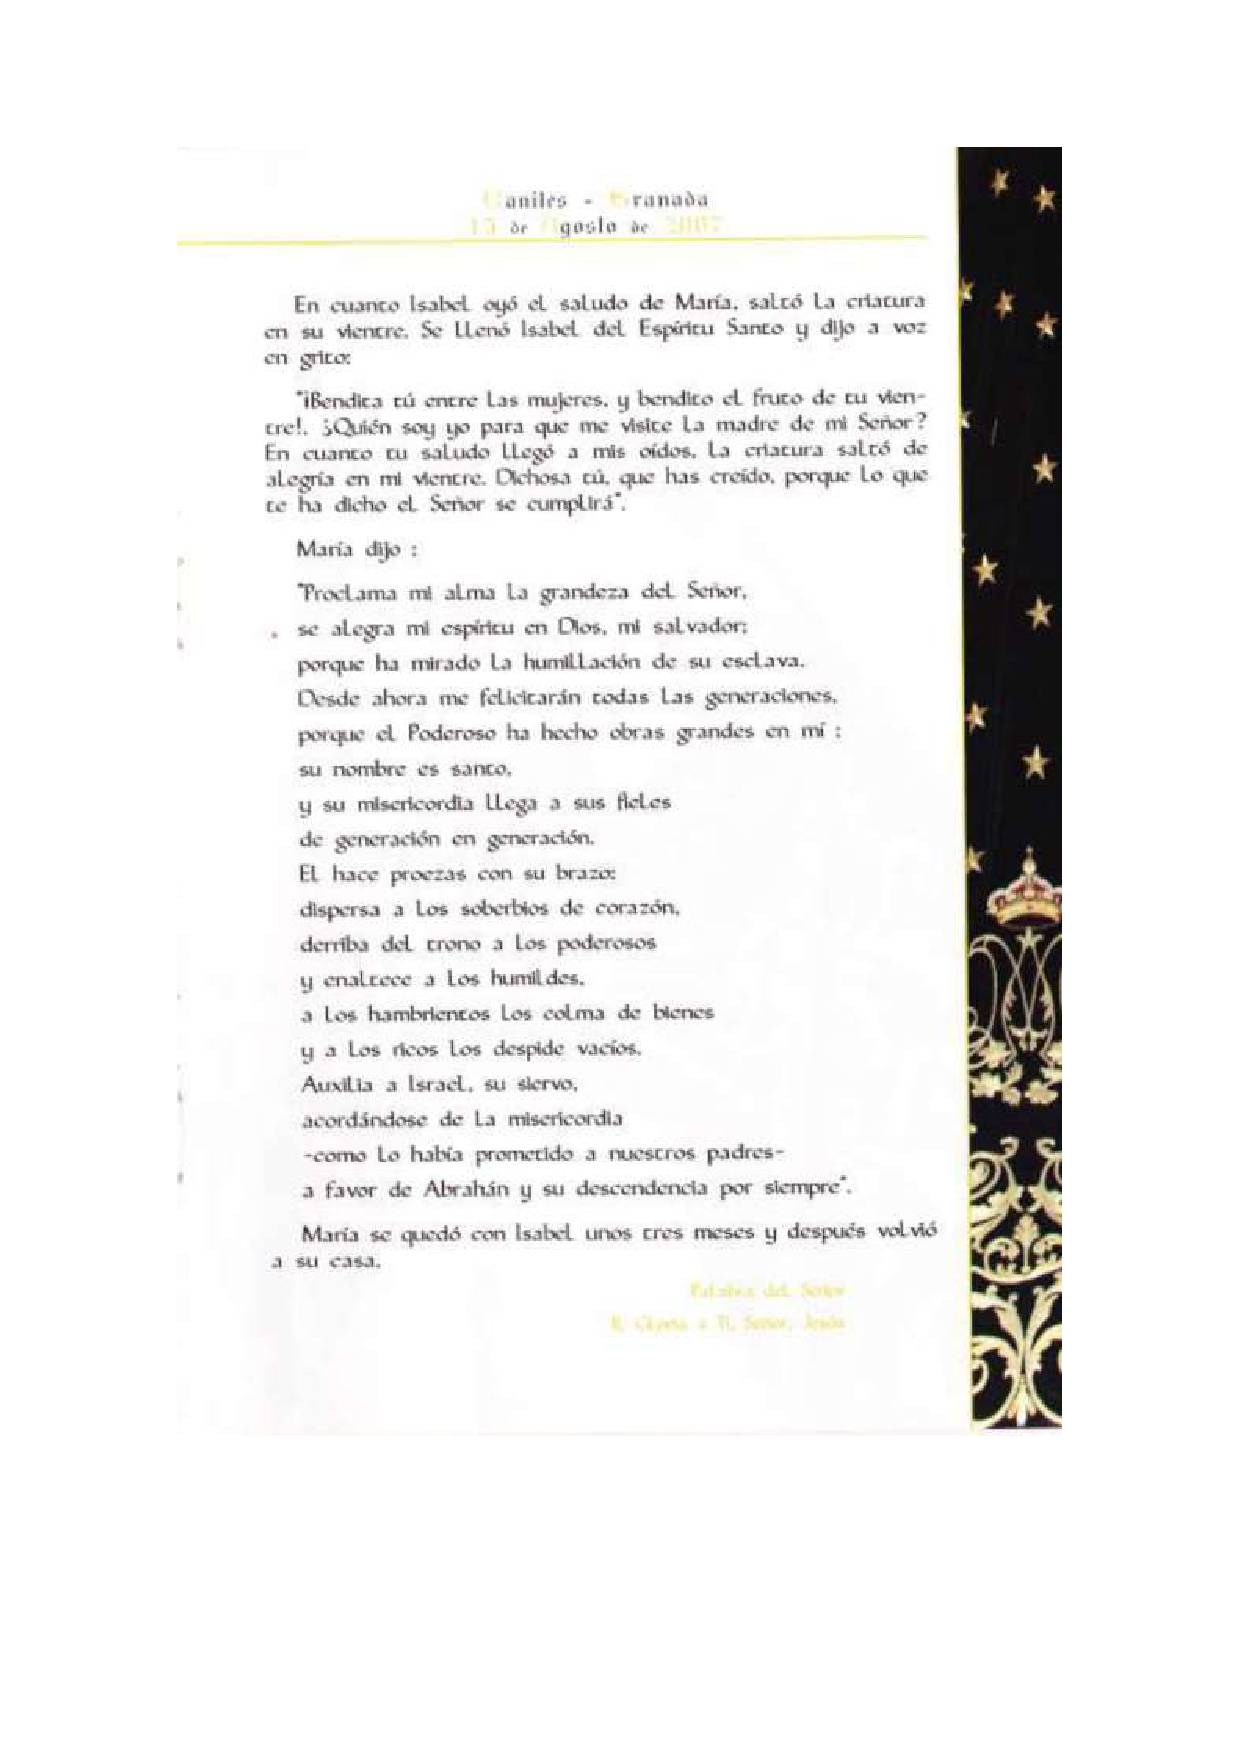 Caniles - Granada
15 de Agosto de 2007
En cuanto Isabel oyó el saludo de María, saltó la criatura
en su vientre. Se llenó Isabel del Espíritu Santo y dijo a voz
en grito:
"¡Bendita tú entre las mujeres, y bendito el fruto de tu vien-
tre!. ¿Quién soy yo para que me visite la madre de mi Señor?
En cuanto tu saludo llegó a mis oídos, la criatura saltó de
alegría en mi vientre. Dichosa tú, que has creído, porque lo que
te ha dicho el Señor se cumplirá".
María dijo :
"Proclama mi alma la grandeza del Señor,
se alegra mi espíritu en Dios, mi salvador;
porque ha mirado la humillación de su esclava.
Desde ahora me felicitarán todas las generaciones,
porque el Poderoso ha hecho obras grandes en mí :
su nombre es santo,
y su misericordia llega a sus fieles
de generación en generación.
El hace proezas con su brazo:
dispersa a los soberbios de corazón,
derriba del trono a los poderosos
y enaltece a los humildes,
a los hambrientos los colma de bienes
y a los ricos los despide vacíos.
Auxilia a Israel, su siervo,
acordándose de la misericordia
-como lo había prometido a nuestros padres-
a favor de Abrahán y su descendencia por siempre".
María se quedó con Isabel unos tres meses y después volvió
a su casa.
Palabra del Señor
R. Gloria a Ti, Señor, Jesús